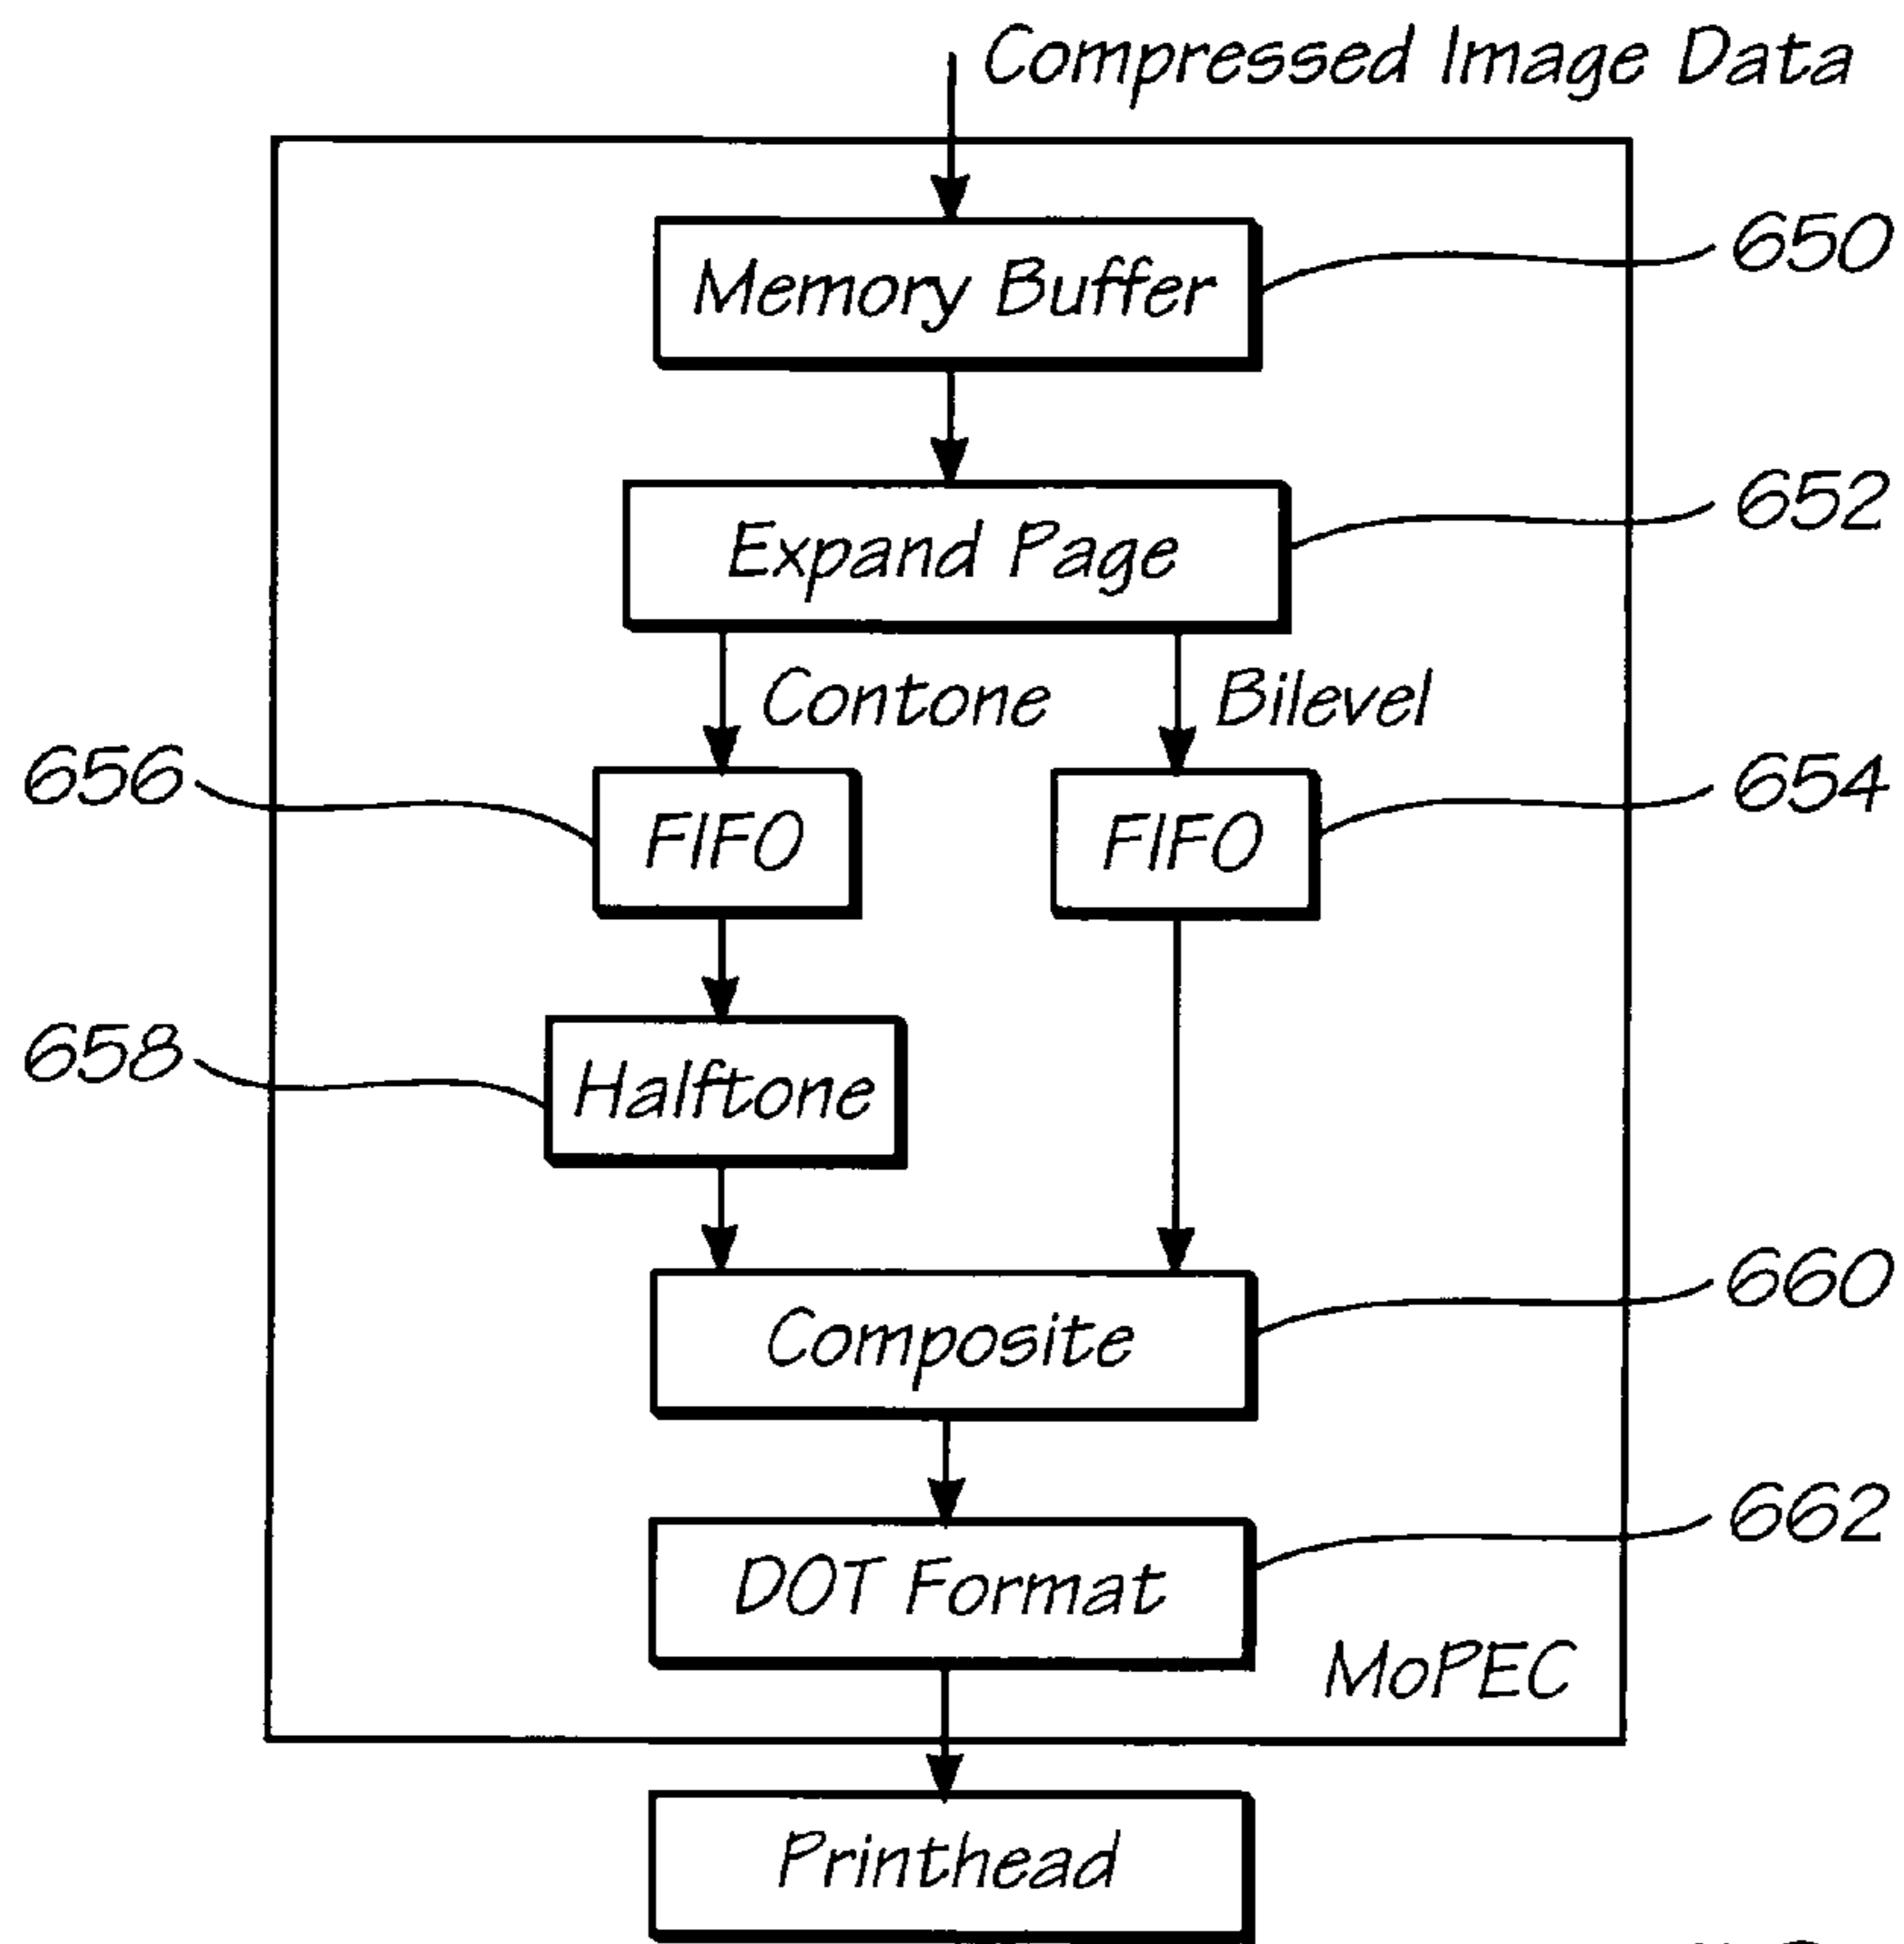 Compressed Image Data
Memory Buffer
650
Expand Page
652
Contone
Bilevel
656
FIFO
FIFO
654
658
Halftone
Composite
660
DOT Format
662
MoPEC
Printhead